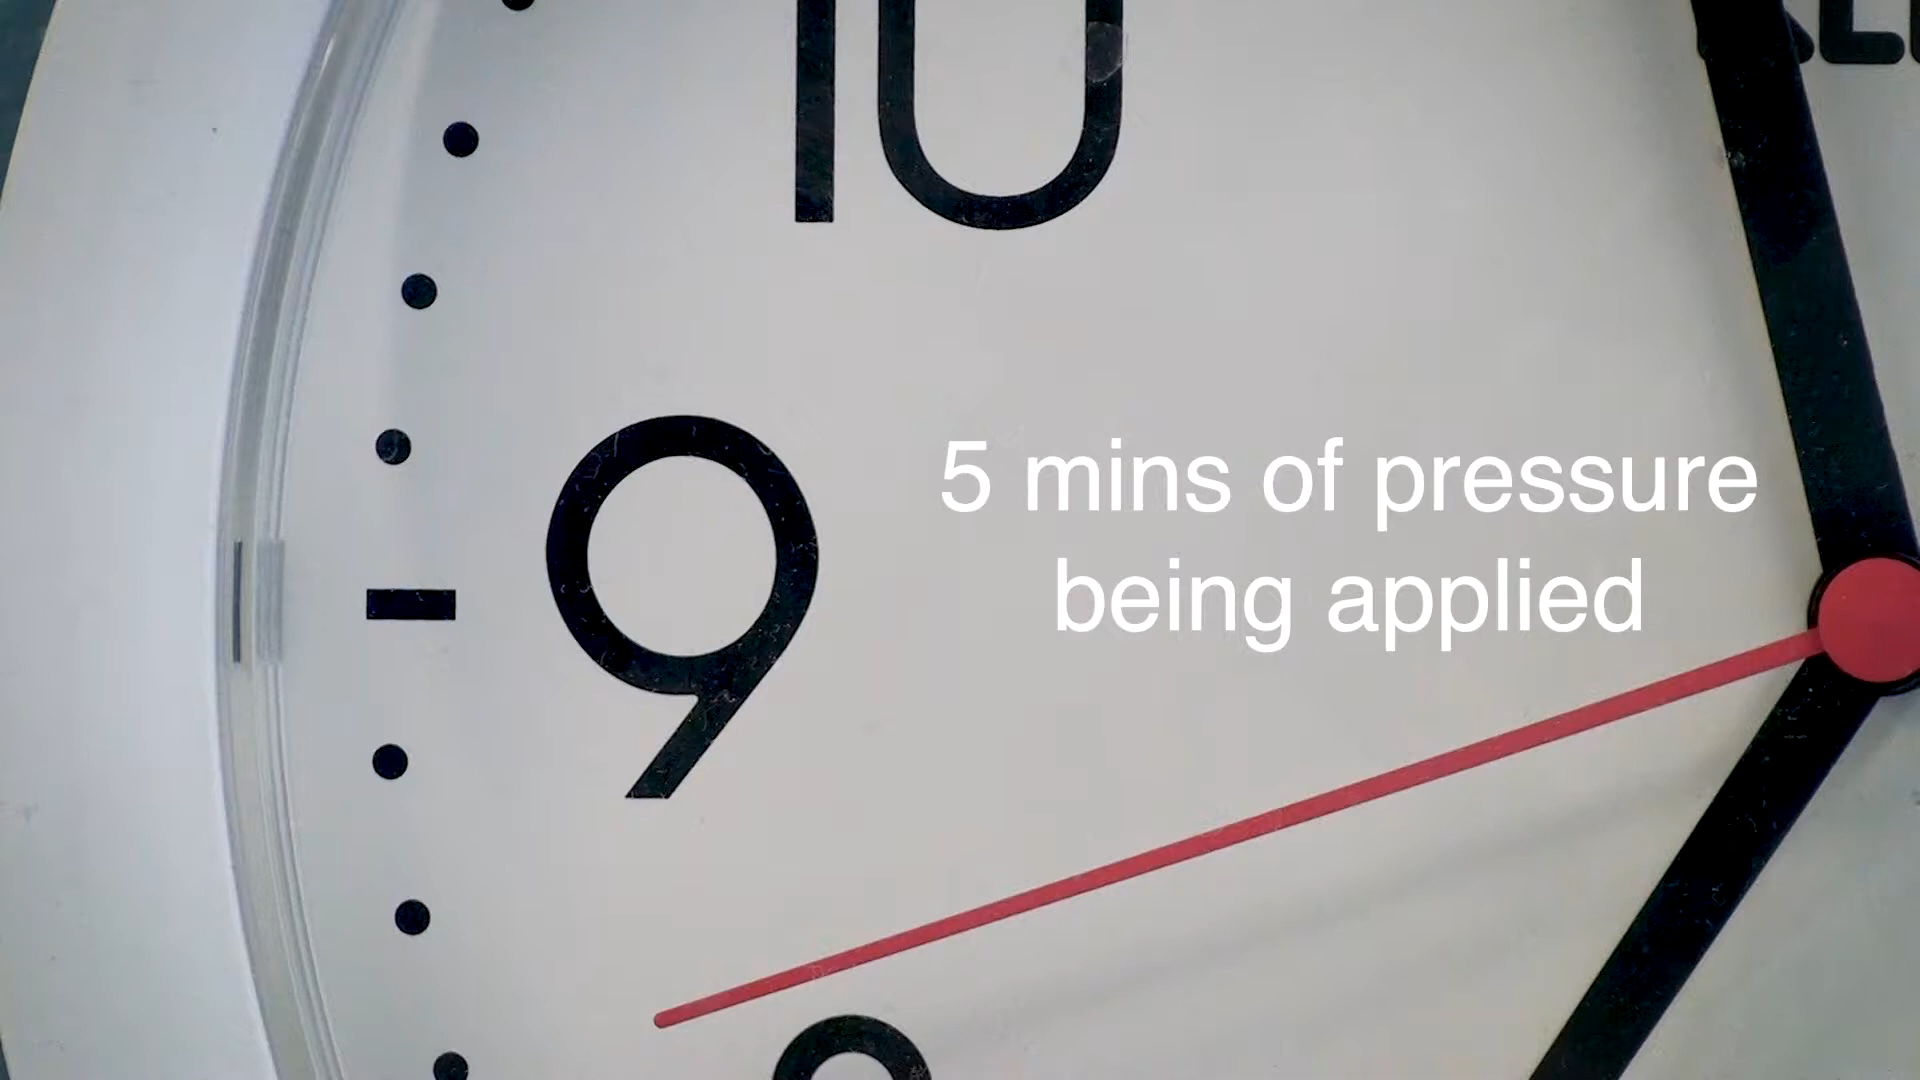 10
9
5 mins of pressure
being applied